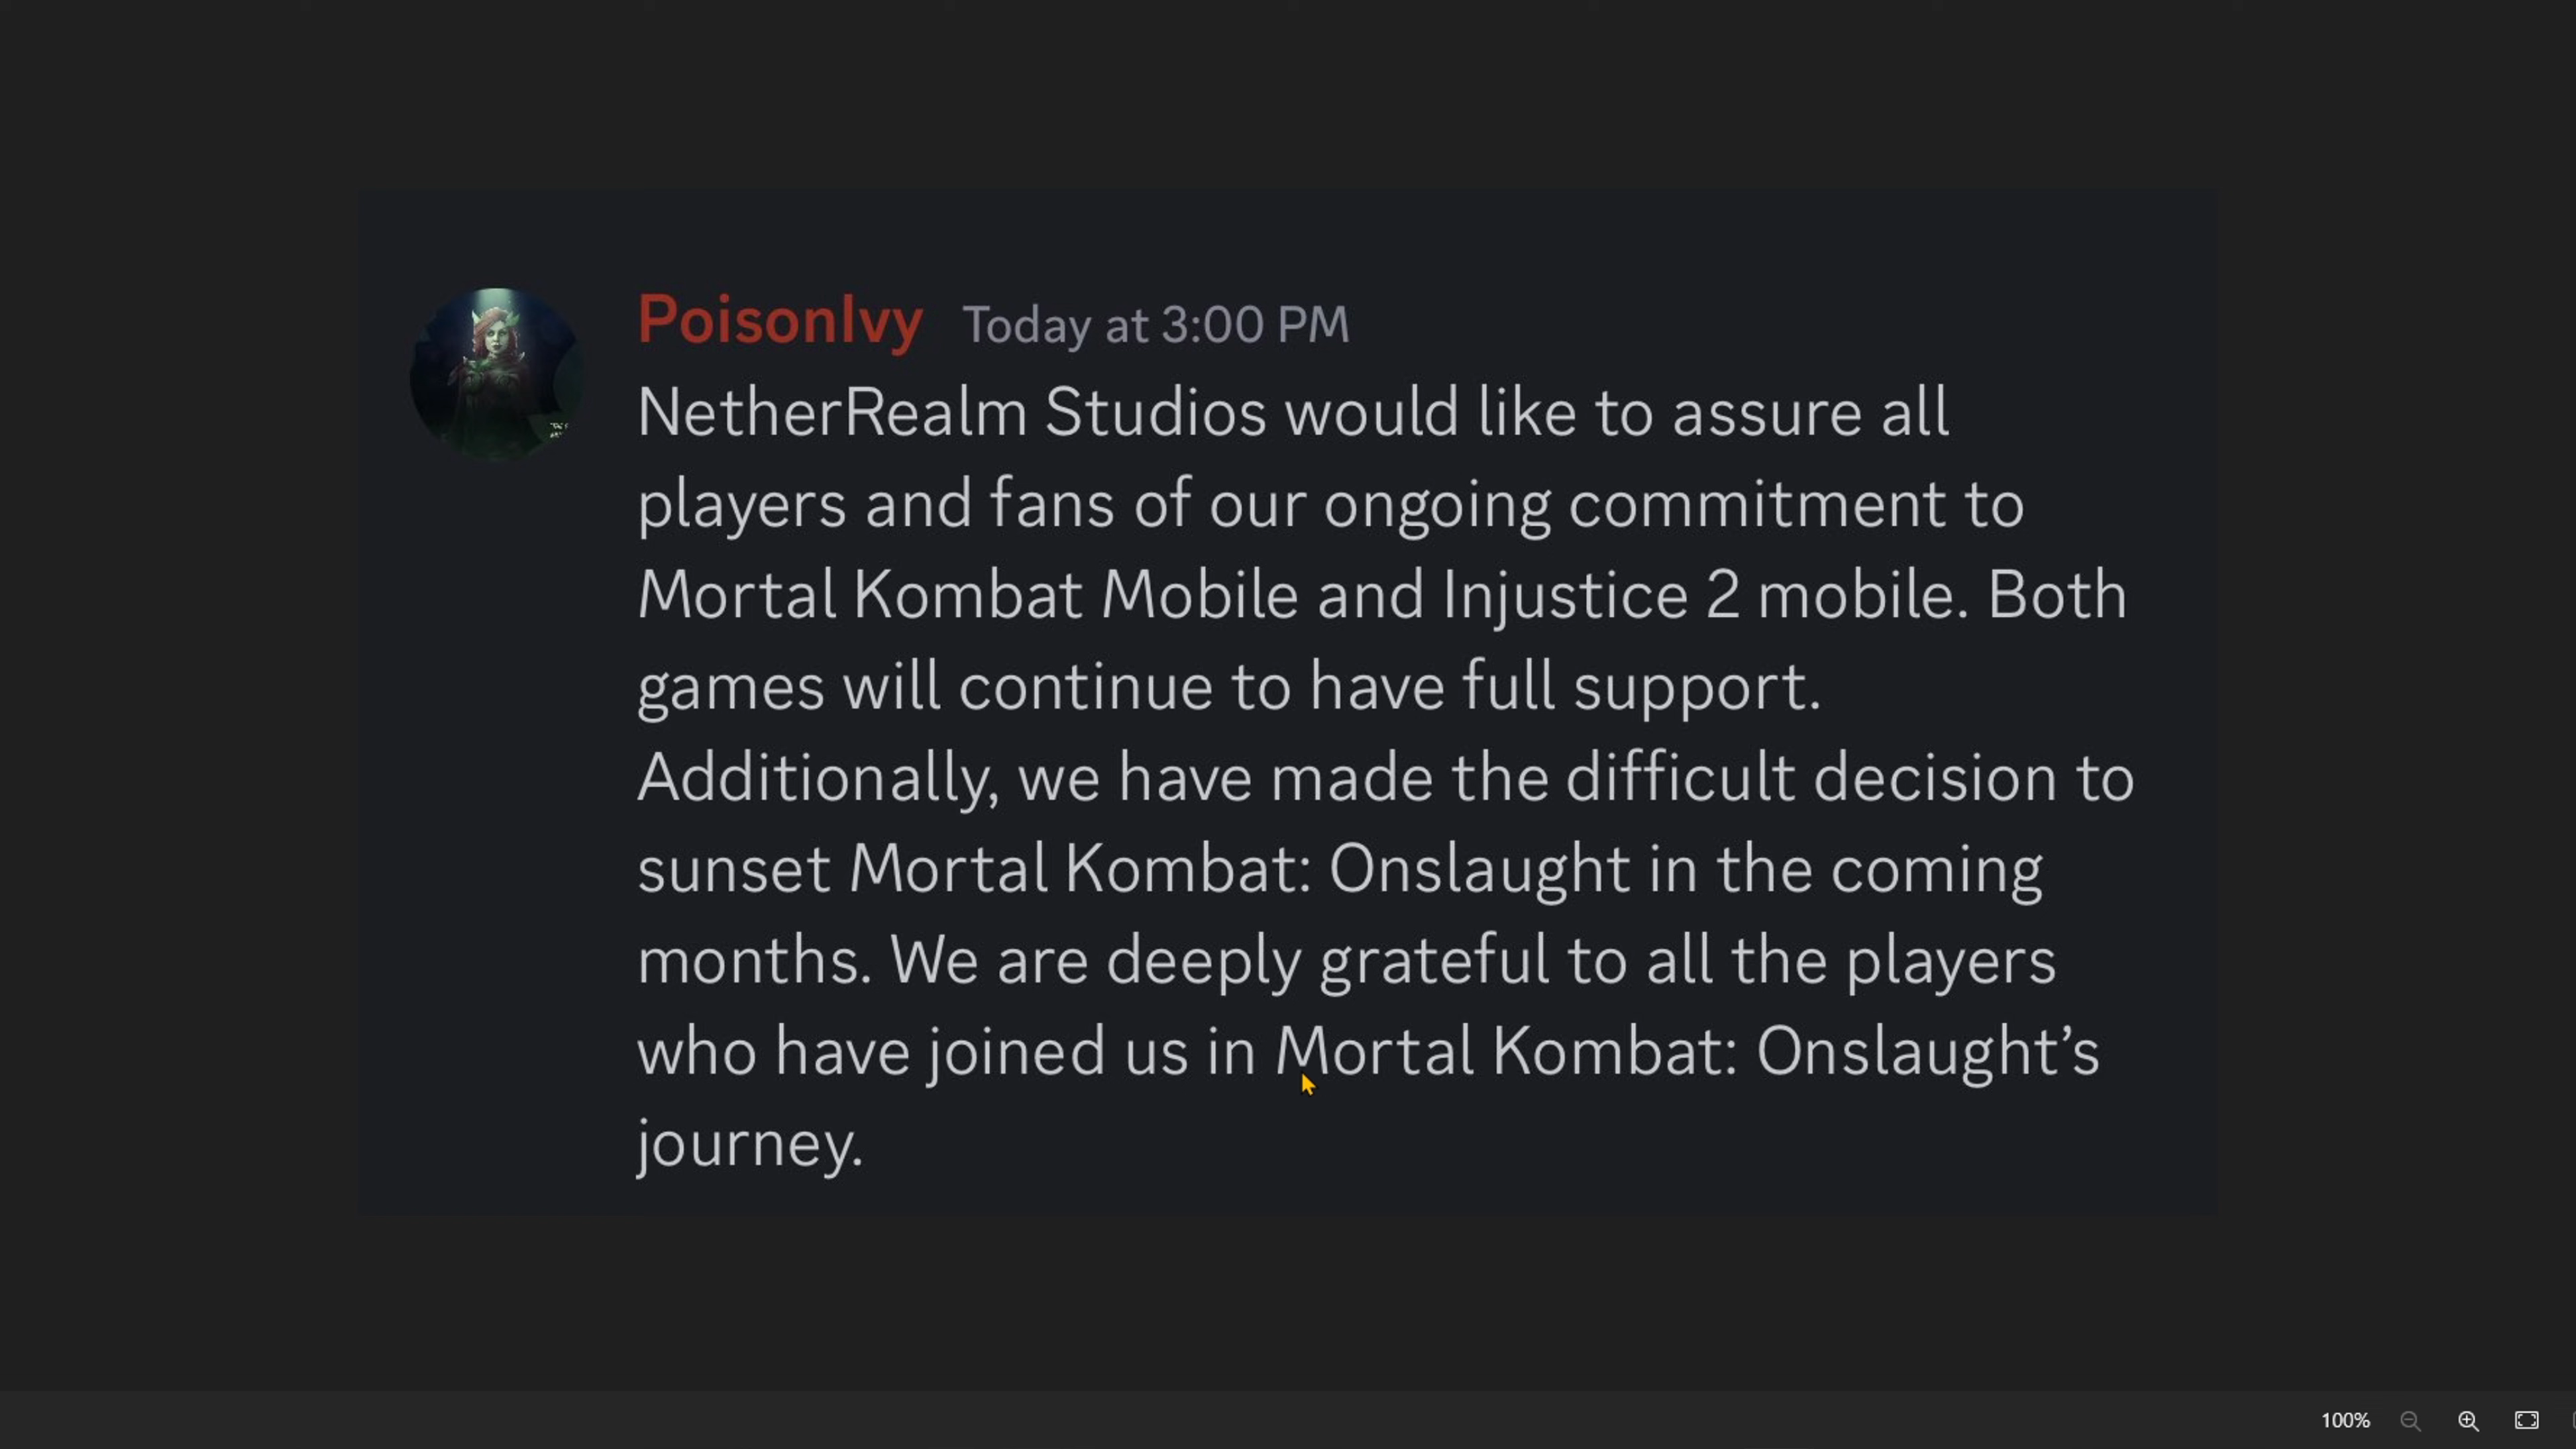 PoisonIvy Today at 3:00 PM
NetherRealm Studios would like to assure all
players and fans of our ongoing commitment to
Mortal Kombat Mobile and Injustice 2 mobile. Both
games will continue to have full support.
Additionally, we have made the difficult decision to
sunset Mortal Kombat: Onslaught in the coming
months. We are deeply grateful to all the players
who have joined us in Mortal Kombat: Onslaught’s
journey.
100%